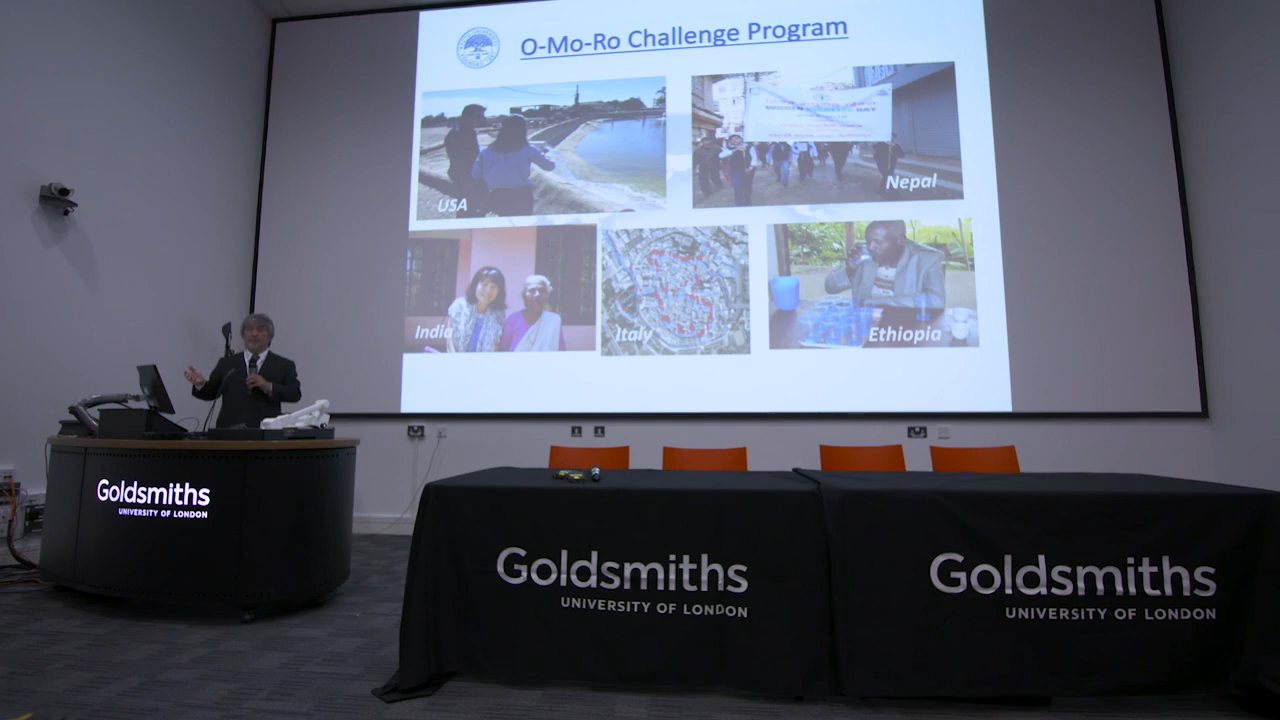 O-Mo-Ro Challenge Program
USA
Nepal
India
Italy
Ethiopia
Goldsmiths
UNIVERSITY OF LONDON
Goldsmiths
UNIVERSITY OF LONDON
Goldsmiths
UNIVERSITY OF LONDON